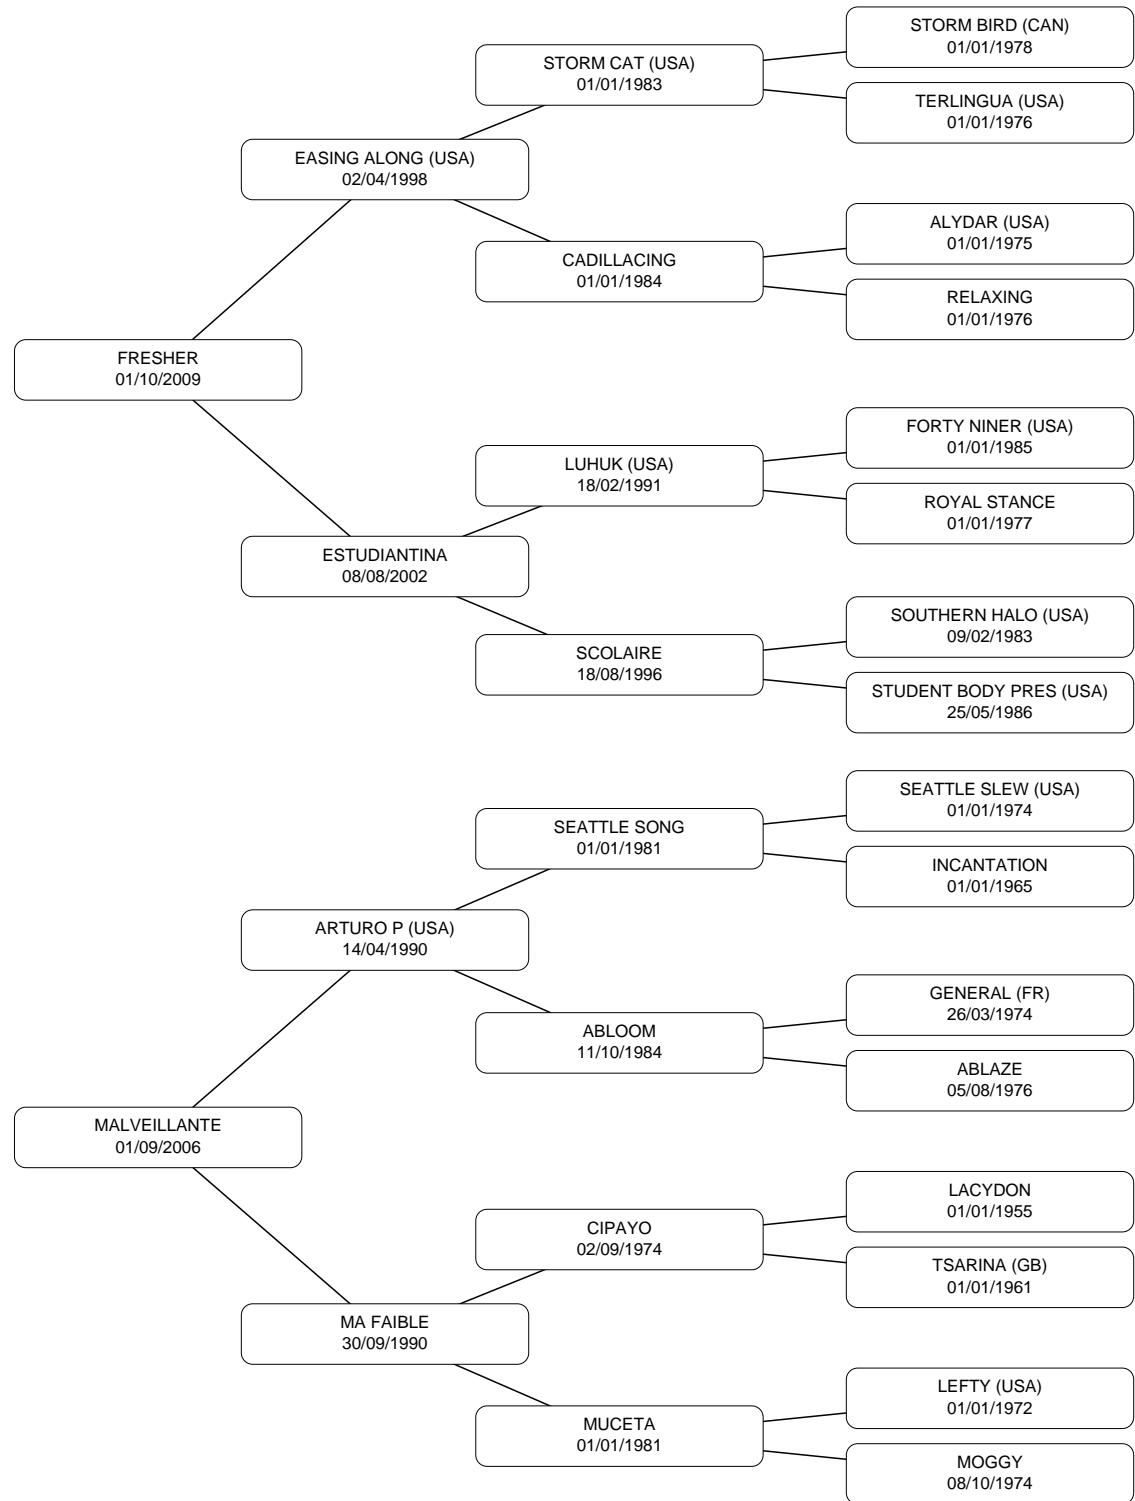 STORM BIRD (CAN)
01/01/1978
STORM CAT (USA)
01/01/1983
TERLINGUA (USA)
01/01/1976
EASING ALONG (USA)
02/04/1998
ALYDAR (USA)
01/01/1975
CADILLACING
01/01/1984
RELAXING
01/01/1976
FRESHER
01/10/2009
FORTY NINER (USA)
01/01/1985
LUHUK (USA)
18/02/1991
ROYAL STANCE
01/01/1977
ESTUDIANTINA
08/08/2002
SOUTHERN HALO (USA)
09/02/1983
SCOLAIRE
18/08/1996
STUDENT BODY PRES (USA)
25/05/1986
SEATTLE SLEW (USA)
01/01/1974
SEATTLE SONG
01/01/1981
INCANTATION
01/01/1965
ARTURO P (USA)
14/04/1990
GENERAL (FR)
26/03/1974
ABLOOM
11/10/1984
ABLAZE
05/08/1976
MALVEILLANTE
01/09/2006
LACYDON
01/01/1955
CIPAYO
02/09/1974
TSARINA (GB)
01/01/1961
MA FAIBLE
30/09/1990
LEFTY (USA)
01/01/1972
MUCETA
01/01/1981
MOGGY
08/10/1974